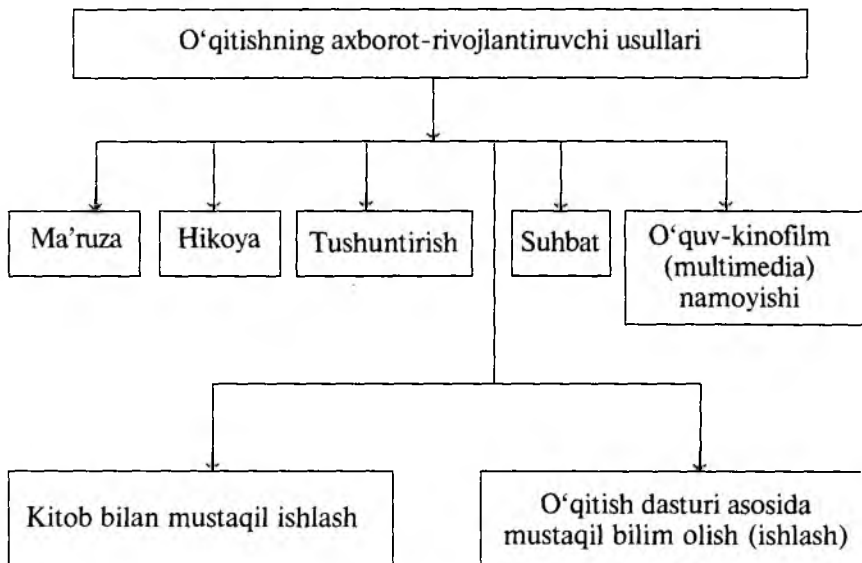 O‘qitishning axborot-rivojlantiruvchi usullari
Ma’ruza
Hikoya
Tushuntirish
Suhbat
O‘quv-kinofilm
(multimedia)
namoyishi
Kitob bilan mustaqil ishlash
O‘qitish dasturi asosida
mustaqil bilim olish (ishlash)